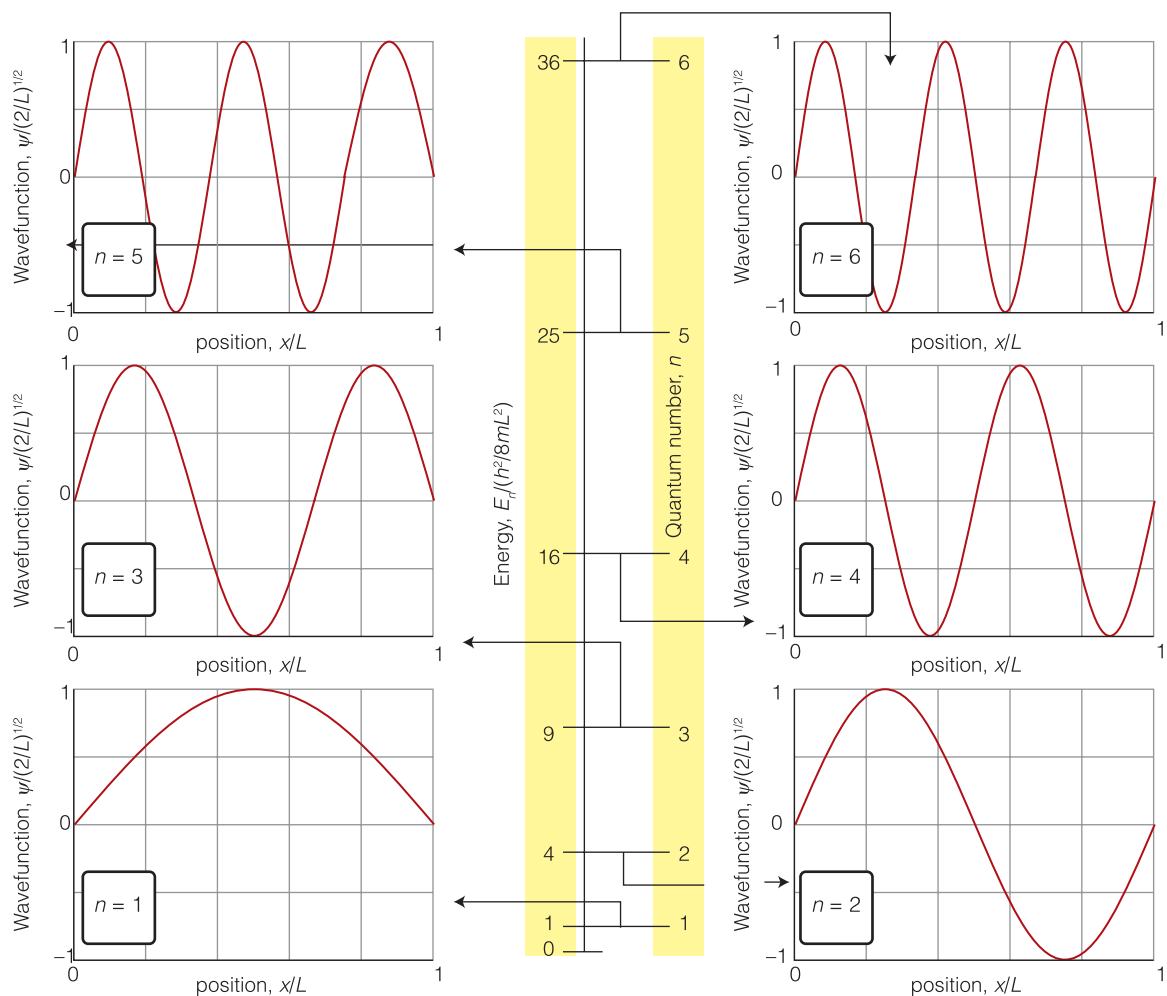 Wavefunction, ψ/(2/L)^1/2
1
0
−1
n = 5
0
1
position, x/L
36
6
25
5
Energy, E_n/(h²/8mL²)
Quantum number, n
16
4
9
3
4
2
1
1
0
Wavefunction, ψ/(2/L)^1/2
1
0
−1
n = 6
0
1
position, x/L
Wavefunction, ψ/(2/L)^1/2
1
0
−1
n = 3
0
1
position, x/L
Wavefunction, ψ/(2/L)^1/2
1
0
−1
n = 4
0
1
position, x/L
Wavefunction, ψ/(2/L)^1/2
1
0
−1
n = 1
0
1
position, x/L
Wavefunction, ψ/(2/L)^1/2
1
0
−1
n = 2
0
1
position, x/L